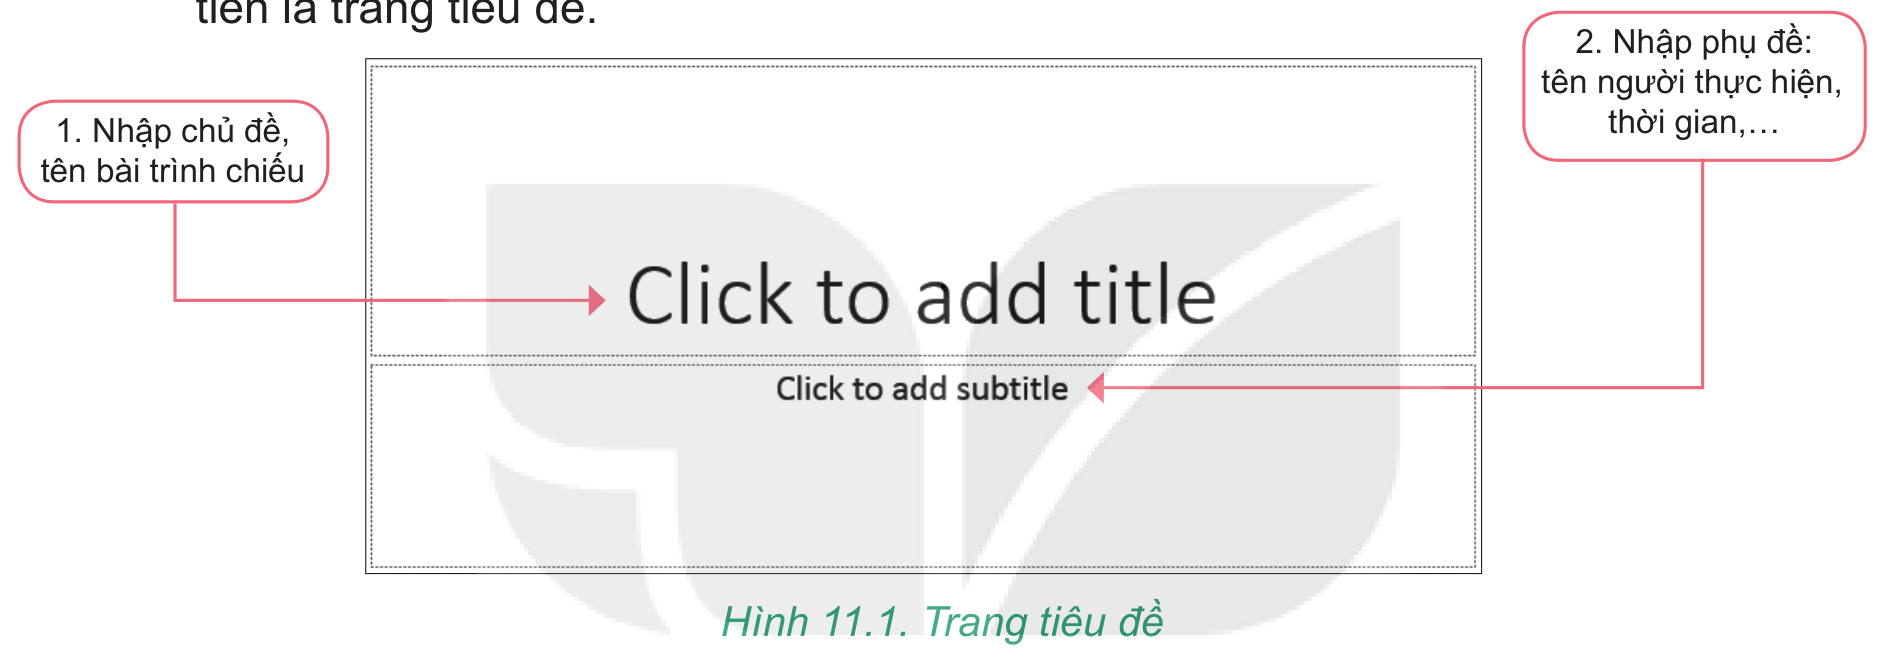 tiên là trang tiêu đề.
2. Nhập phụ đề:
tên người thực hiện,
thời gian,…
1. Nhập chủ đề,
tên bài trình chiếu
Click to add title
Click to add subtitle
Hình 11.1. Trang tiêu đề